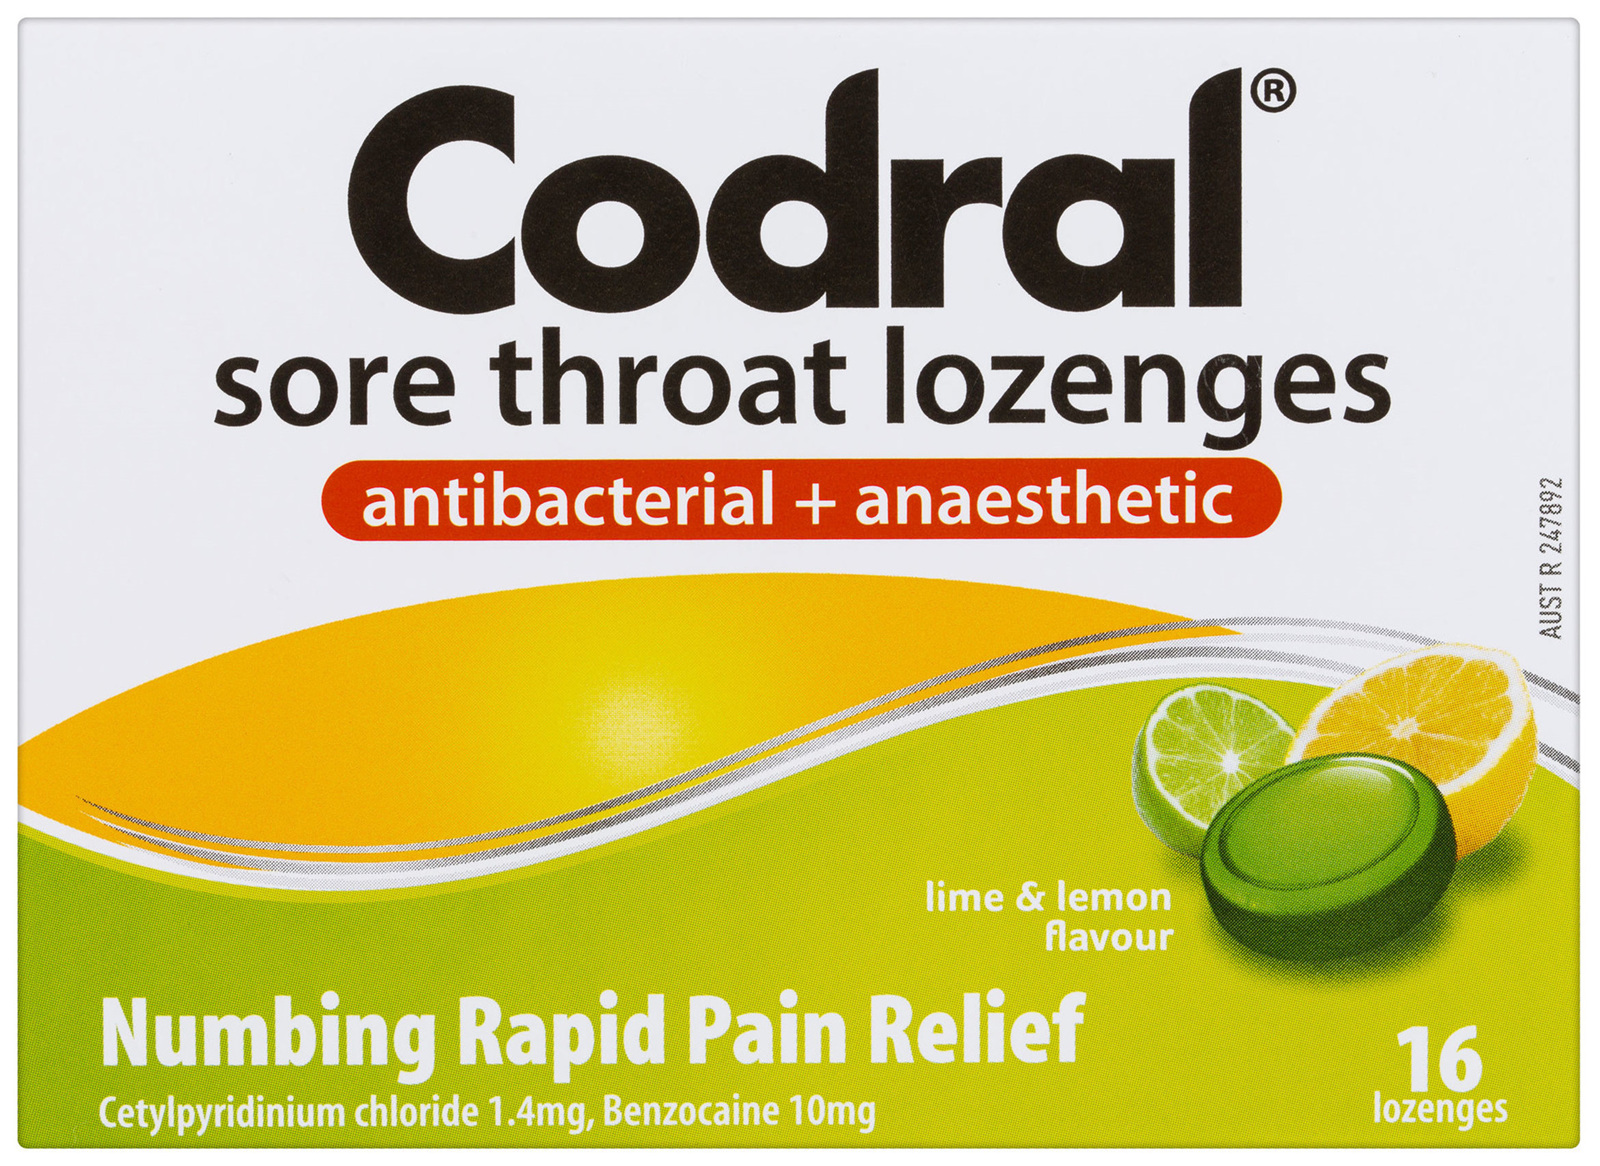 Codral®
sore throat lozenges
antibacterial + anaesthetic
AUST R 247892
lime & lemon
flavour
Numbing Rapid Pain Relief
Cetylpyridinium chloride 1.4mg, Benzocaine 10mg
16
lozenges